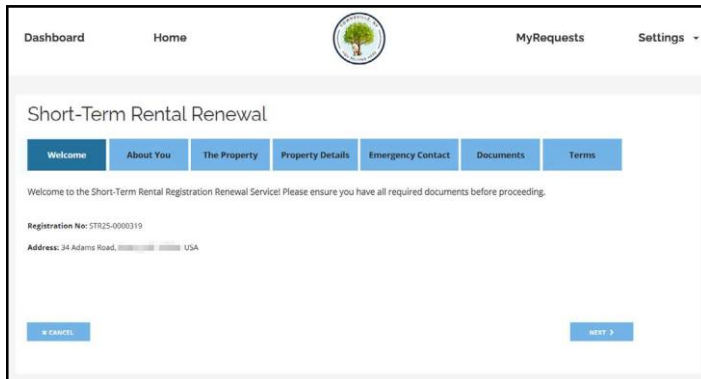 Dashboard Home MyRequests Settings
Short-Term Rental Renewal
Welcome About You The Property Property Details Emergency Contact Documents Terms
Welcome to the Short-Term Rental Registration Renewal Service! Please ensure you have all required documents before proceeding.
Registration No: STR25-0000319
Address: 34 Adams Road, USA
CANCEL NEXT